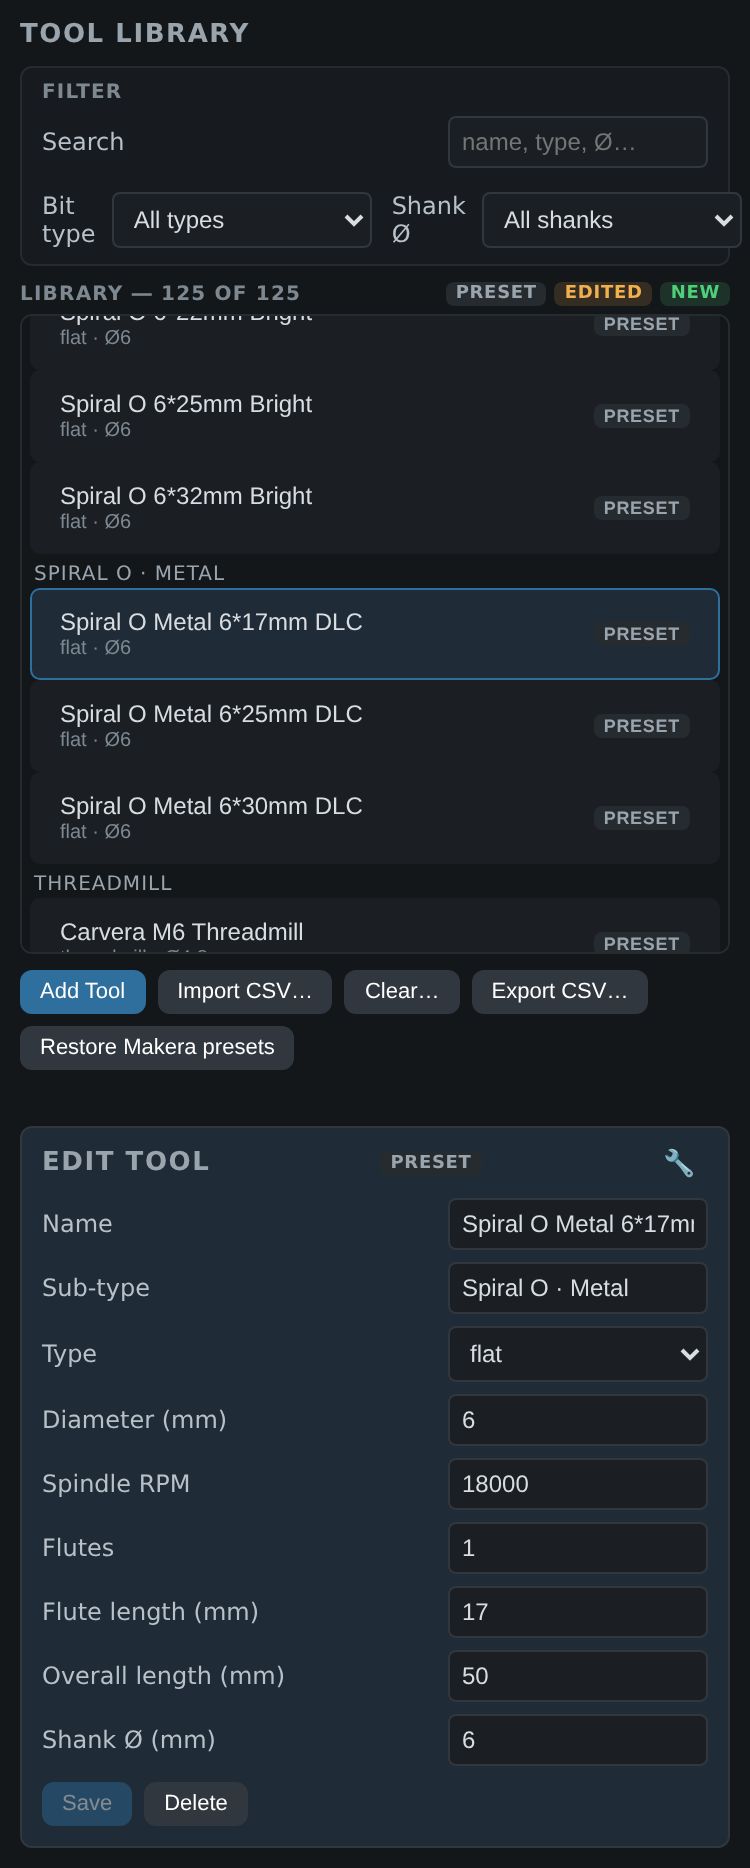 TOOL LIBRARY
FILTER
Search name, type, Ø…
Bit type All types Shank Ø All shanks
LIBRARY — 125 OF 125 PRESET EDITED NEW
Spiral O 6*22mm Bright PRESET
flat · Ø6
Spiral O 6*25mm Bright PRESET
flat · Ø6
Spiral O 6*32mm Bright PRESET
flat · Ø6
SPIRAL O · METAL
Spiral O Metal 6*17mm DLC PRESET
flat · Ø6
Spiral O Metal 6*25mm DLC PRESET
flat · Ø6
Spiral O Metal 6*30mm DLC PRESET
flat · Ø6
THREADMILL
Carvera M6 Threadmill PRESET
Add Tool Import CSV… Clear… Export CSV…
Restore Makera presets
EDIT TOOL PRESET
Name Spiral O Metal 6*17m
Sub-type Spiral O · Metal
Type flat
Diameter (mm) 6
Spindle RPM 18000
Flutes 1
Flute length (mm) 17
Overall length (mm) 50
Shank Ø (mm) 6
Save Delete